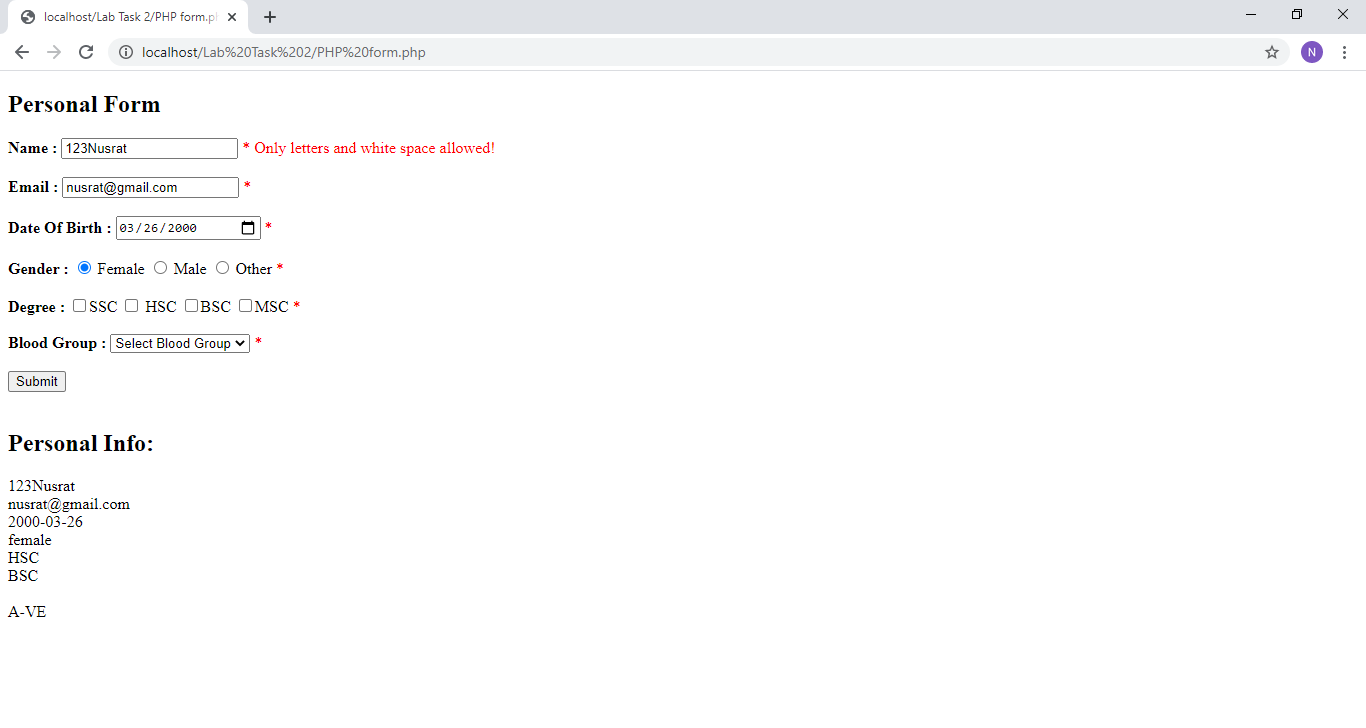 localhost/Lab Task 2/PHP form.p
localhost/Lab%20Task%202/PHP%20form.php
N
Personal Form
Name : 123Nusrat * Only letters and white space allowed!
Email : nusrat@gmail.com *
Date Of Birth : 03/26/2000 *
Gender : Female Male Other *
Degree : SSC HSC BSC MSC *
Blood Group : Select Blood Group *
Submit
Personal Info:
123Nusrat
nusrat@gmail.com
2000-03-26
female
HSC
BSC
A-VE